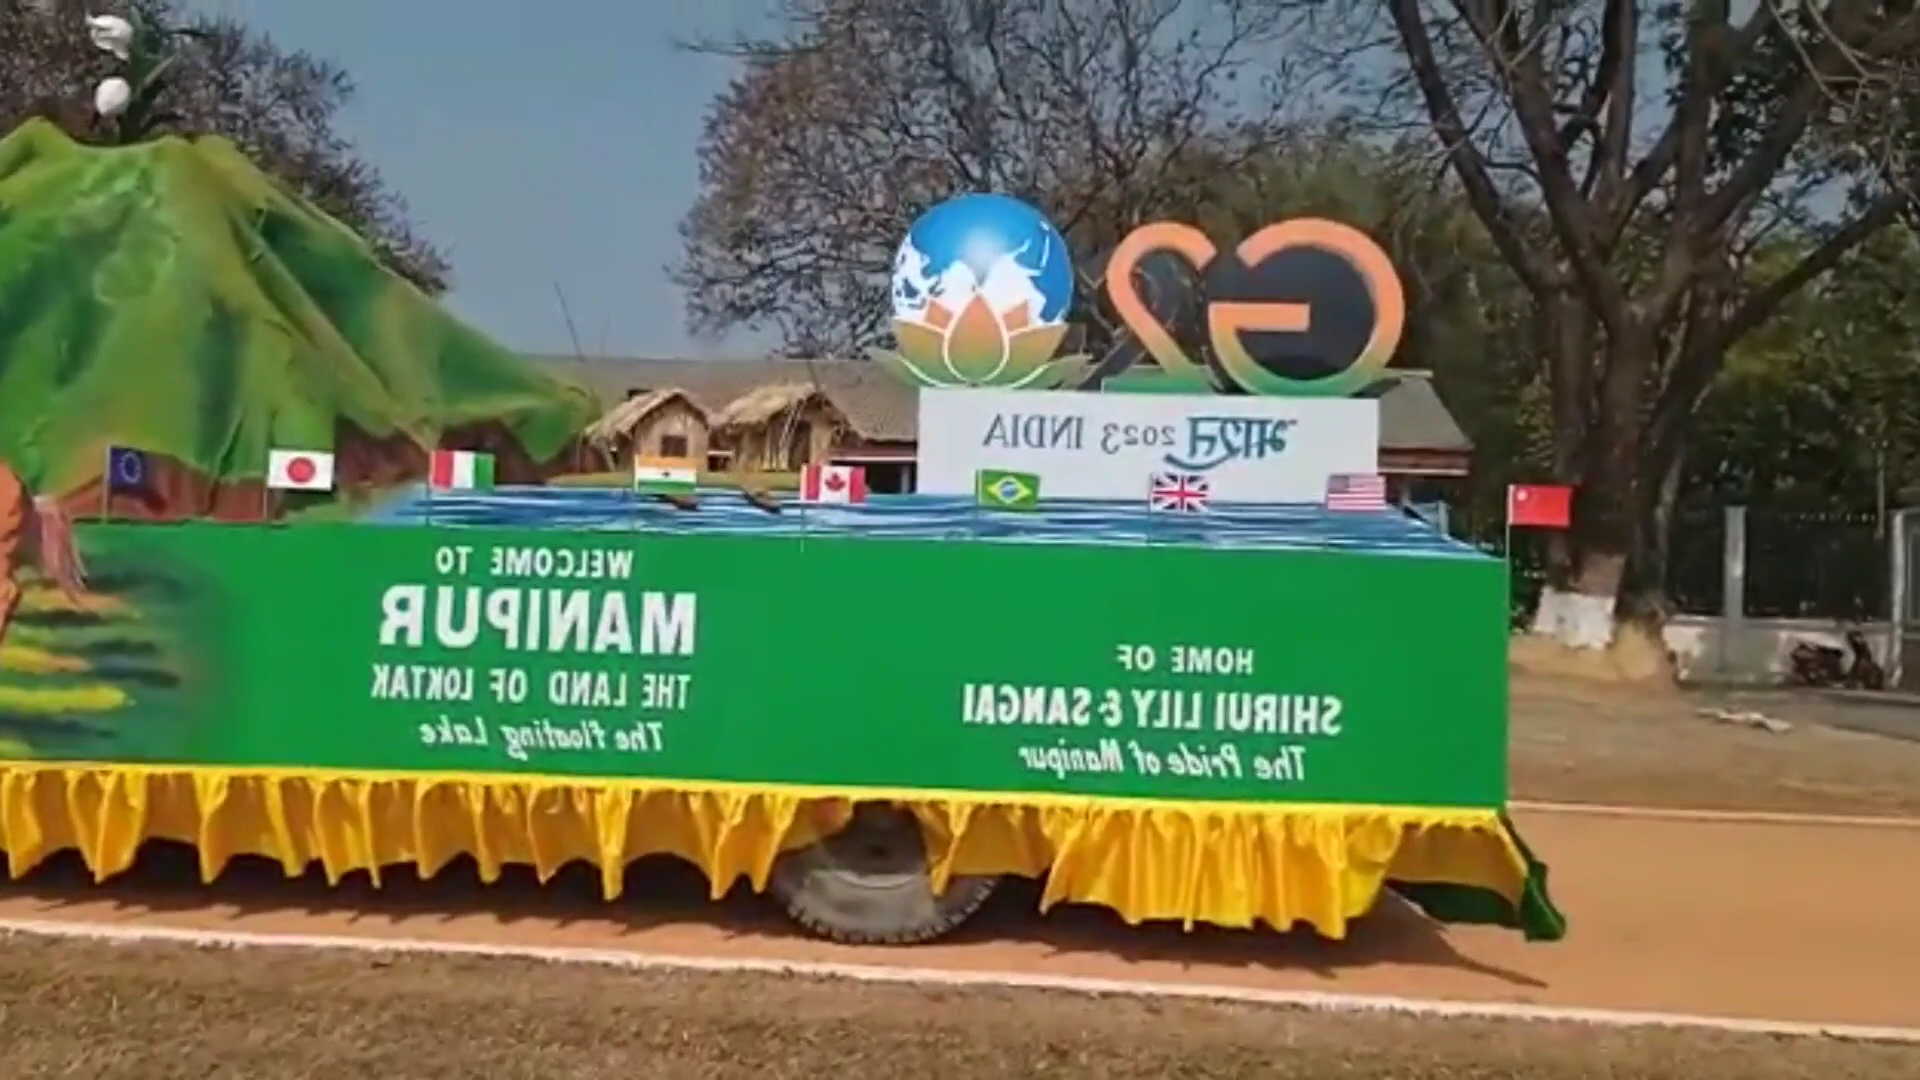 G20
भारत 2023 INDIA
WELCOME TO
MANIPUR
THE LAND OF LOKTAK
The floating Lake
HOME OF
SHIRUI LILY & SANGAI
The Pride of Manipur